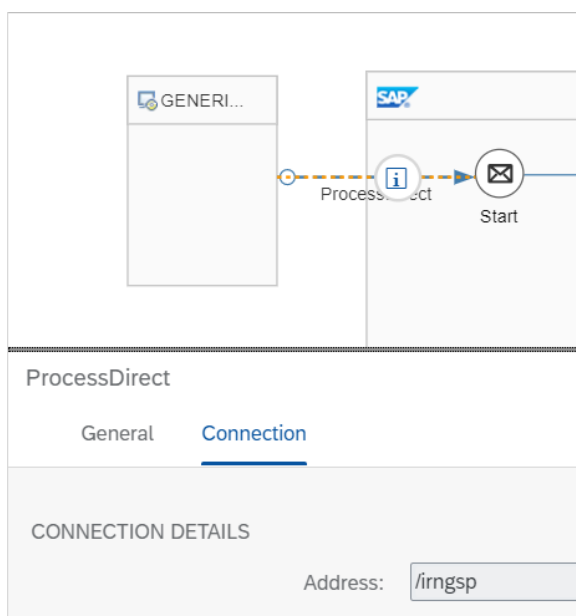 GENERI...
SAP
Start
ProcessDirect
General Connection
CONNECTION DETAILS
Address: /irngsp